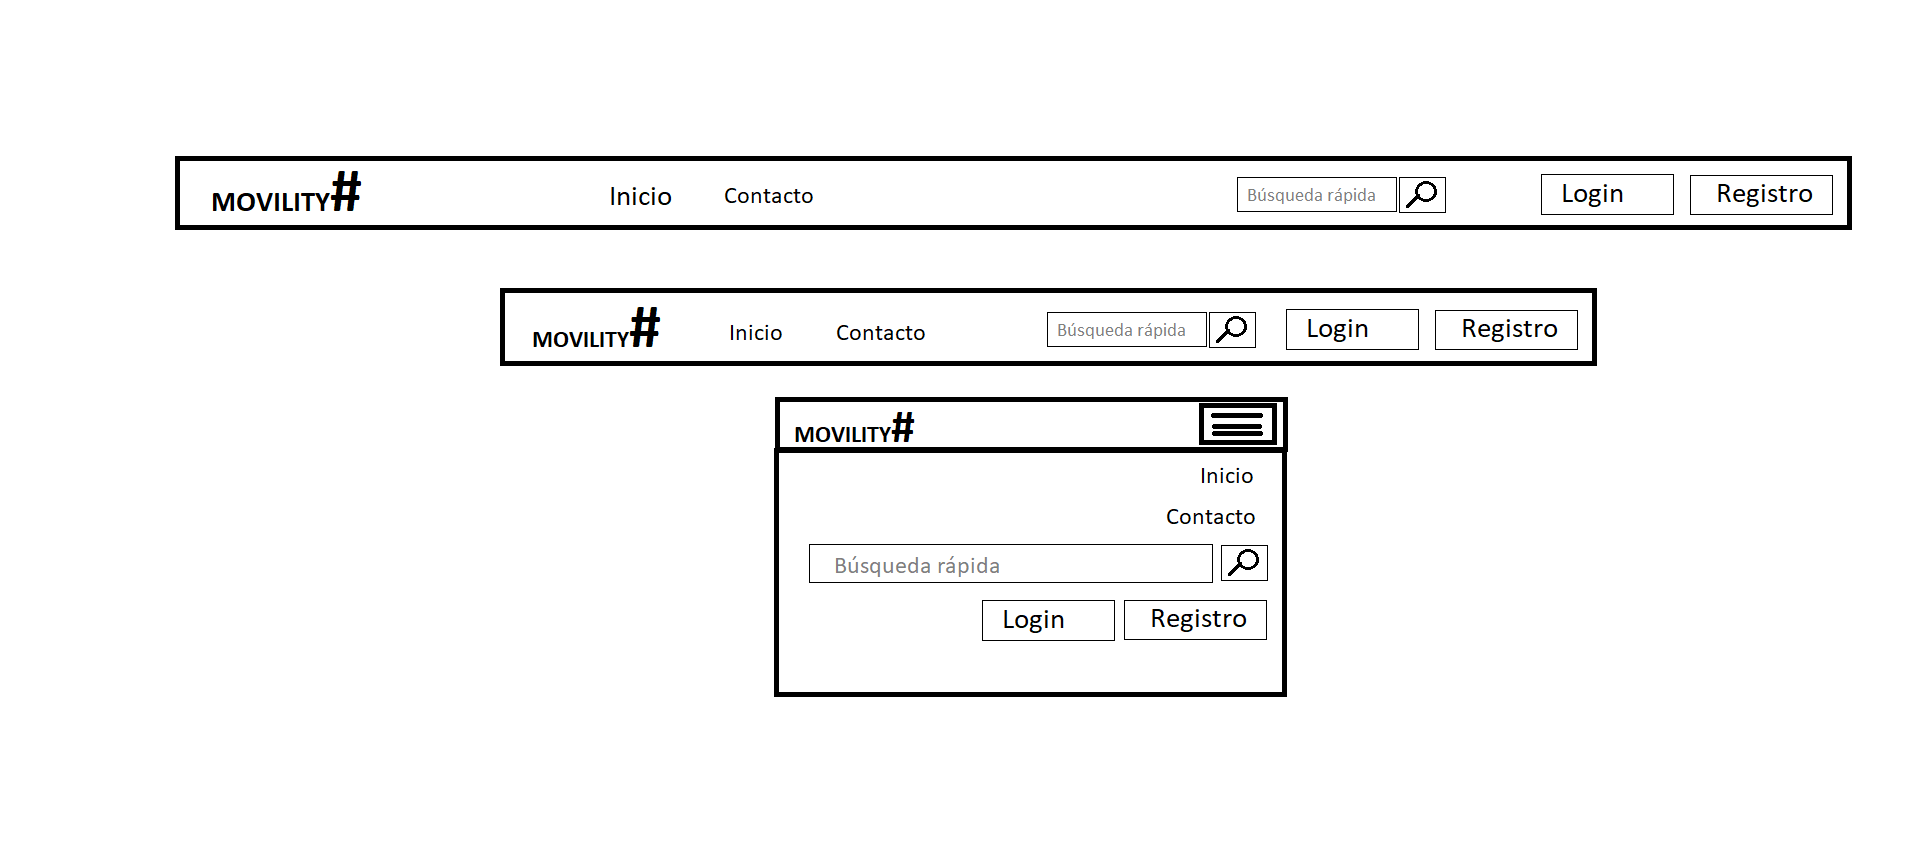 MOVILITY# Inicio Contacto Búsqueda rápida Login Registro
MOVILITY# Inicio Contacto Búsqueda rápida Login Registro
MOVILITY#
Inicio
Contacto
Búsqueda rápida
Login Registro